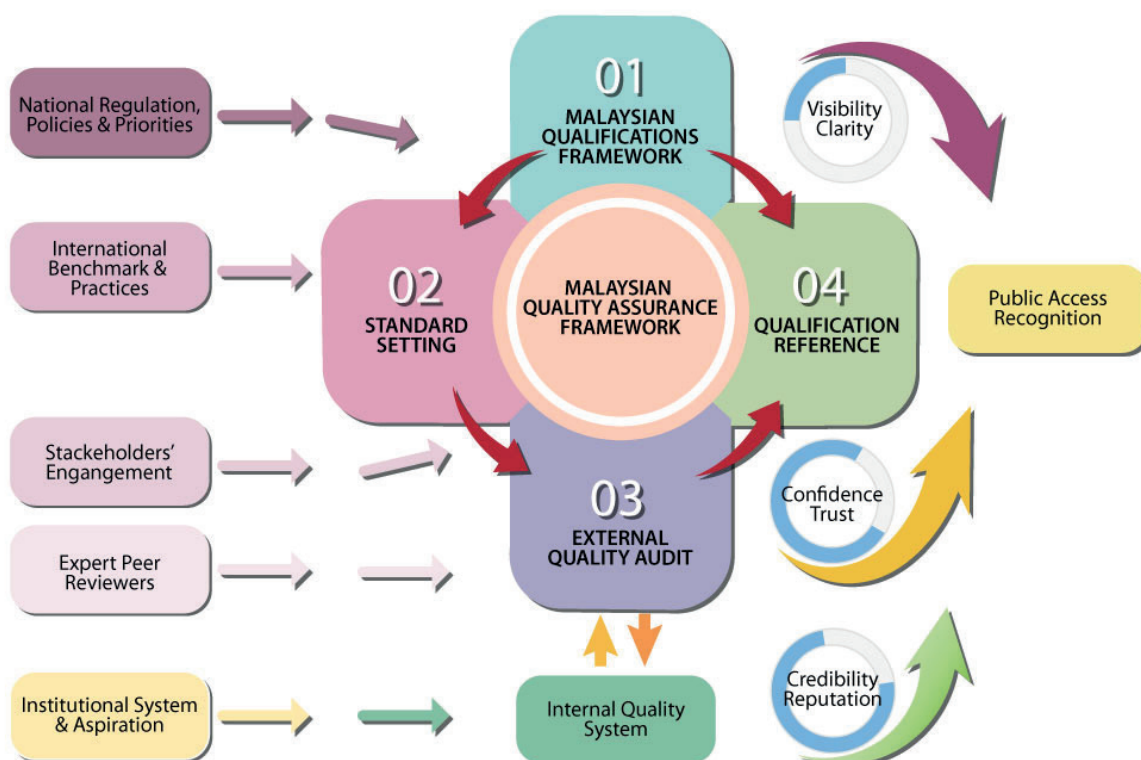 National Regulation,
Policies & Priorities
International
Benchmark &
Practices
Stackeholders'
Engangement
Expert Peer
Reviewers
Institutional System
& Aspiration
01
MALAYSIAN
QUALIFICATIONS
FRAMEWORK
02
STANDARD
SETTING
MALAYSIAN
QUALITY ASSURANCE
FRAMEWORK
04
QUALIFICATION
REFERENCE
03
EXTERNAL
QUALITY AUDIT
Internal Quality
System
Visibility
Clarity
Confidence
Trust
Credibility
Reputation
Public Access
Recognition